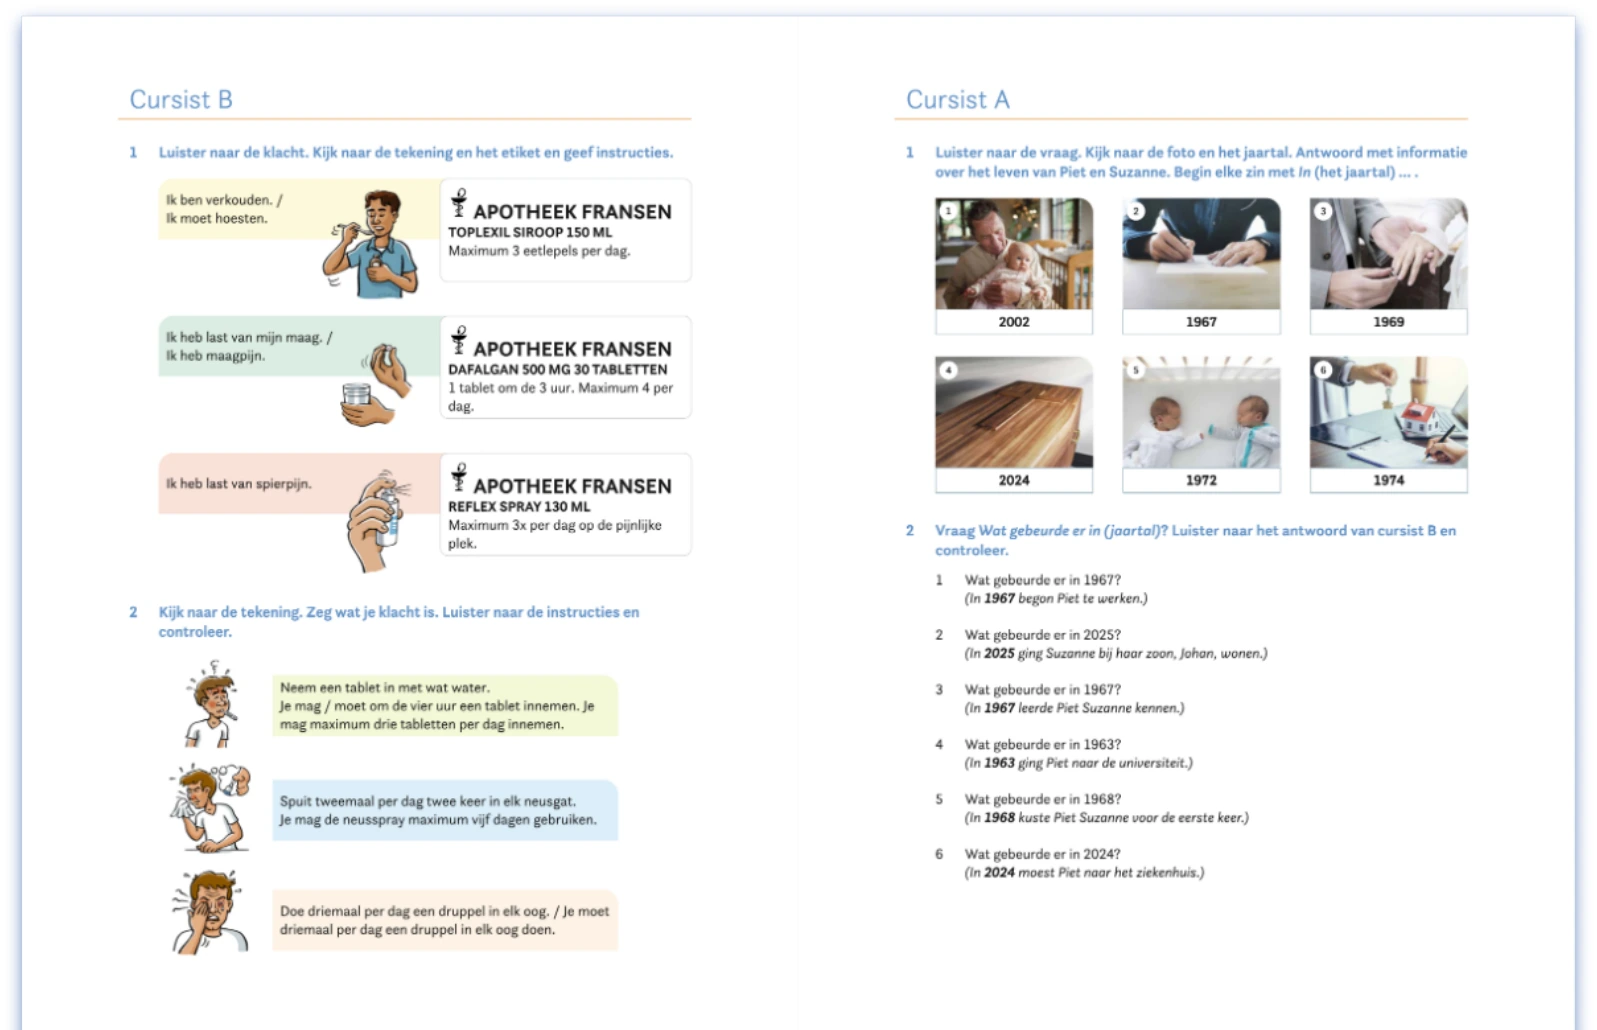 Cursist B
1 Luister naar de klacht. Kijk naar de tekening en het etiket en geef instructies.
Ik ben verkouden. /
Ik moet hoesten.
APOTHEEK FRANSEN
TOPLEXIL SIROOP 150 ML
Maximum 3 eetlepels per dag.
Ik heb last van mijn maag. /
Ik heb maagpijn.
APOTHEEK FRANSEN
DAFALGAN 500 MG 30 TABLETTEN
1 tablet om de 3 uur. Maximum 4 per
dag.
Ik heb last van spierpijn.
APOTHEEK FRANSEN
REFLEX SPRAY 130 ML
Maximum 3x per dag op de pijnlijke
plek.
2 Kijk naar de tekening. Zeg wat je klacht is. Luister naar de instructies en
controleer.
Neem een tablet in met wat water.
Je mag / moet om de vier uur een tablet innemen. Je
mag maximum drie tabletten per dag innemen.
Spuit tweemaal per dag twee keer in elk neusgat.
Je mag de neusspray maximum vijf dagen gebruiken.
Doe driemaal per dag een druppel in elk oog. / Je moet
driemaal per dag een druppel in elk oog doen.
Cursist A
1 Luister naar de vraag. Kijk naar de foto en het jaartal. Antwoord met informatie
over het leven van Piet en Suzanne. Begin elke zin met In (het jaartal) ... .
1
2
3
2002
1967
1969
4
5
6
2024
1972
1974
2 Vraag Wat gebeurde er in (jaartal)? Luister naar het antwoord van cursist B en
controleer.
1 Wat gebeurde er in 1967?
(In 1967 begon Piet te werken.)
2 Wat gebeurde er in 2025?
(In 2025 ging Suzanne bij haar zoon, Johan, wonen.)
3 Wat gebeurde er in 1967?
(In 1967 leerde Piet Suzanne kennen.)
4 Wat gebeurde er in 1963?
(In 1963 ging Piet naar de universiteit.)
5 Wat gebeurde er in 1968?
(In 1968 kuste Piet Suzanne voor de eerste keer.)
6 Wat gebeurde er in 2024?
(In 2024 moest Piet naar het ziekenhuis.)